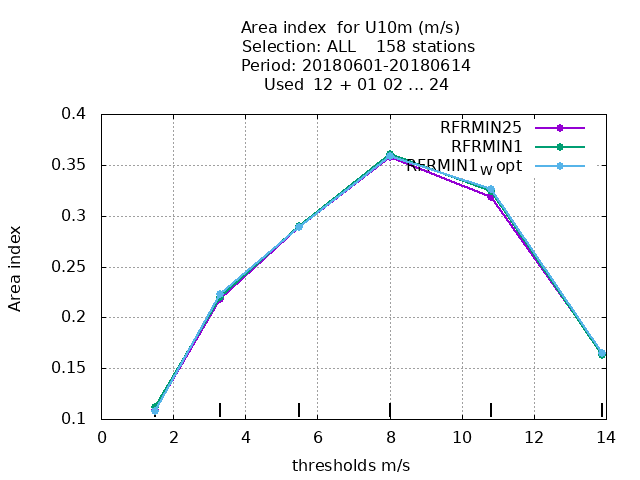 Area index  for U10m (m/s)
Selection: ALL    158 stations
Period: 20180601-20180614
Used  12 + 01 02 ... 24
0.4
RFRMIN25
RFRMIN1
0.35
RFRMIN1W opt
0.3
0.25
0.2
0.15
0.1
Area index
0 2 4 6 8 10 12 14
thresholds m/s